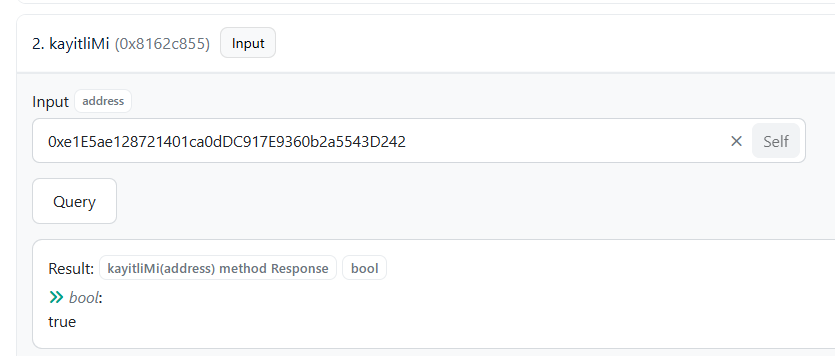 2. kayitliMi (0x8162c855) Input
Input address
0xe1E5ae128721401ca0dDC917E9360b2a5543D242 Self
Query
Result: kayitliMi(address) method Response bool
bool:
true